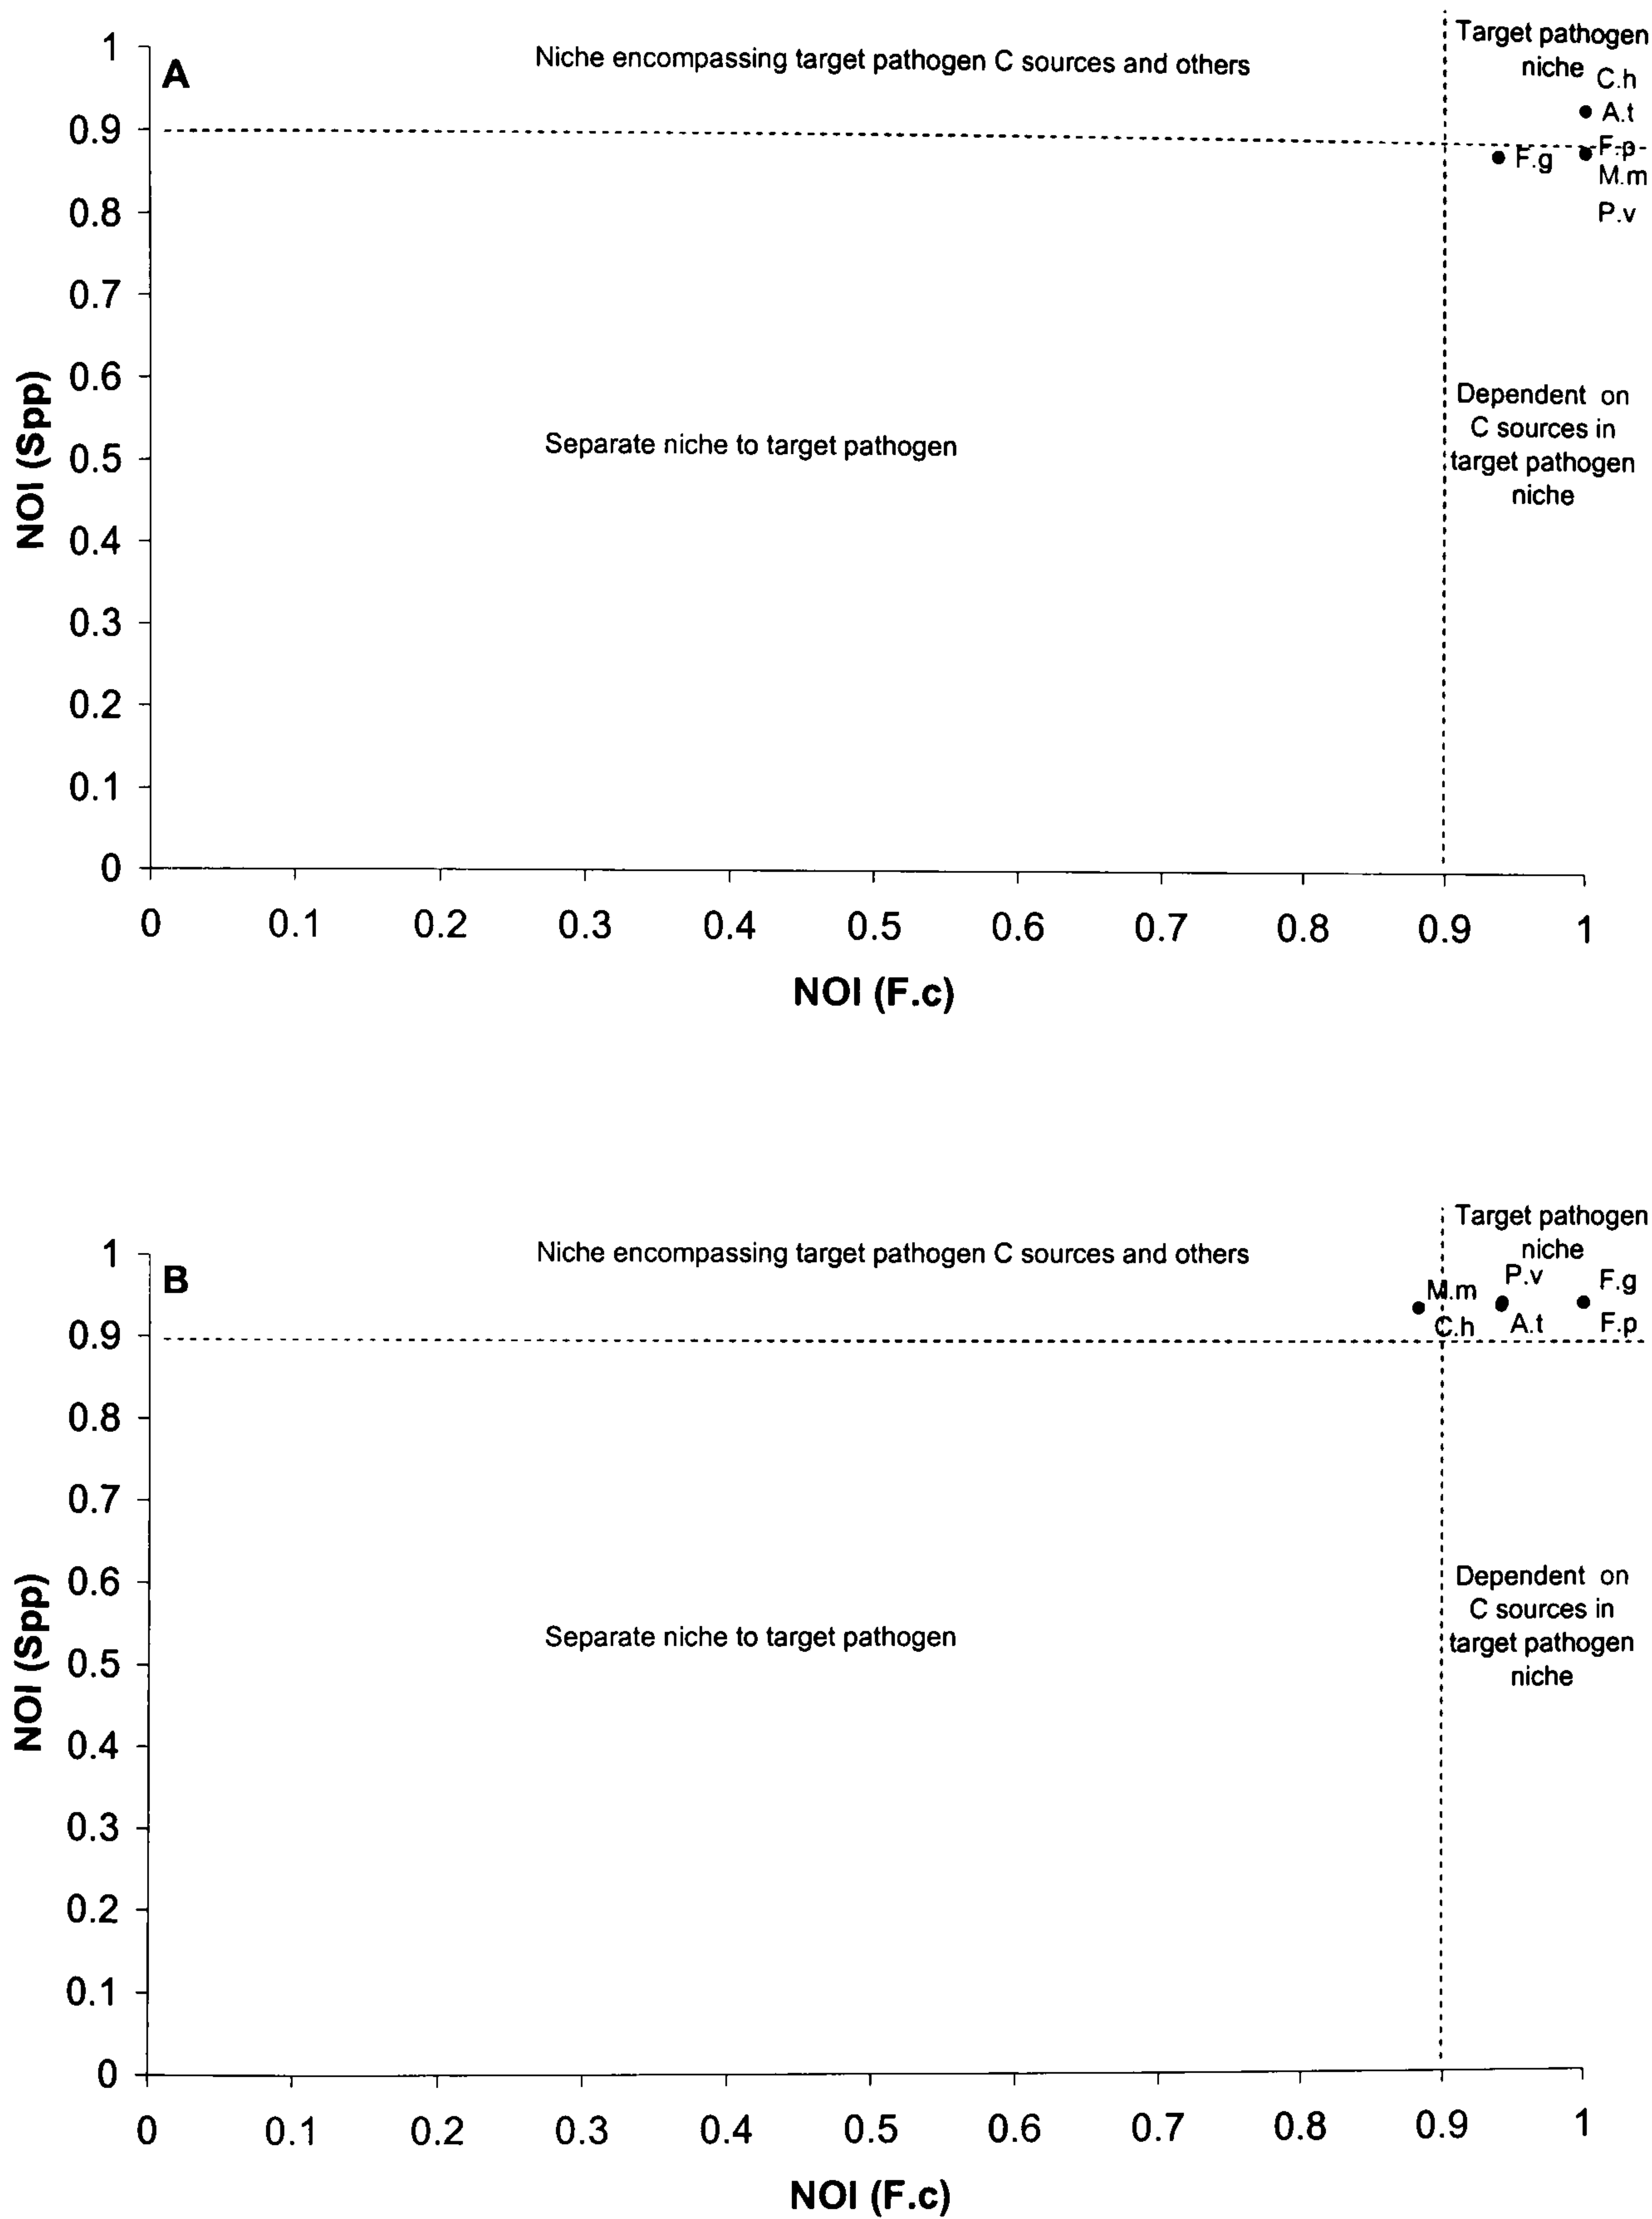 A
Niche encompassing target pathogen C sources and others
Target pathogen
niche
C.h
A.t
F.p
M.m
P.v
F.g
Separate niche to target pathogen
Dependent on
C sources in
target pathogen
niche
NOI (Spp)
1
0.9
0.8
0.7
0.6
0.5
0.4
0.3
0.2
0.1
0
0 0.1 0.2 0.3 0.4 0.5 0.6 0.7 0.8 0.9 1
NOI (F.c)
B
Niche encompassing target pathogen C sources and others
Target pathogen
niche
M.m
C.h
P.v
A.t
F.g
F.p
Separate niche to target pathogen
Dependent on
C sources in
target pathogen
niche
NOI (Spp)
1
0.9
0.8
0.7
0.6
0.5
0.4
0.3
0.2
0.1
0
0 0.1 0.2 0.3 0.4 0.5 0.6 0.7 0.8 0.9 1
NOI (F.c)